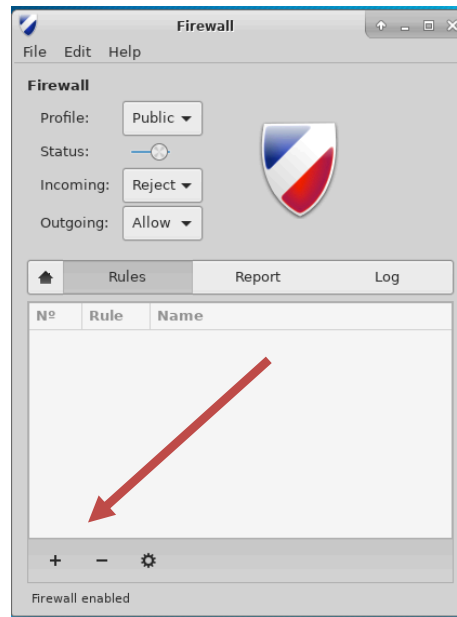 Firewall
File Edit Help
Firewall
Profile: Public
Status:
Incoming: Reject
Outgoing: Allow
Rules Report Log
Nº Rule Name
Firewall enabled